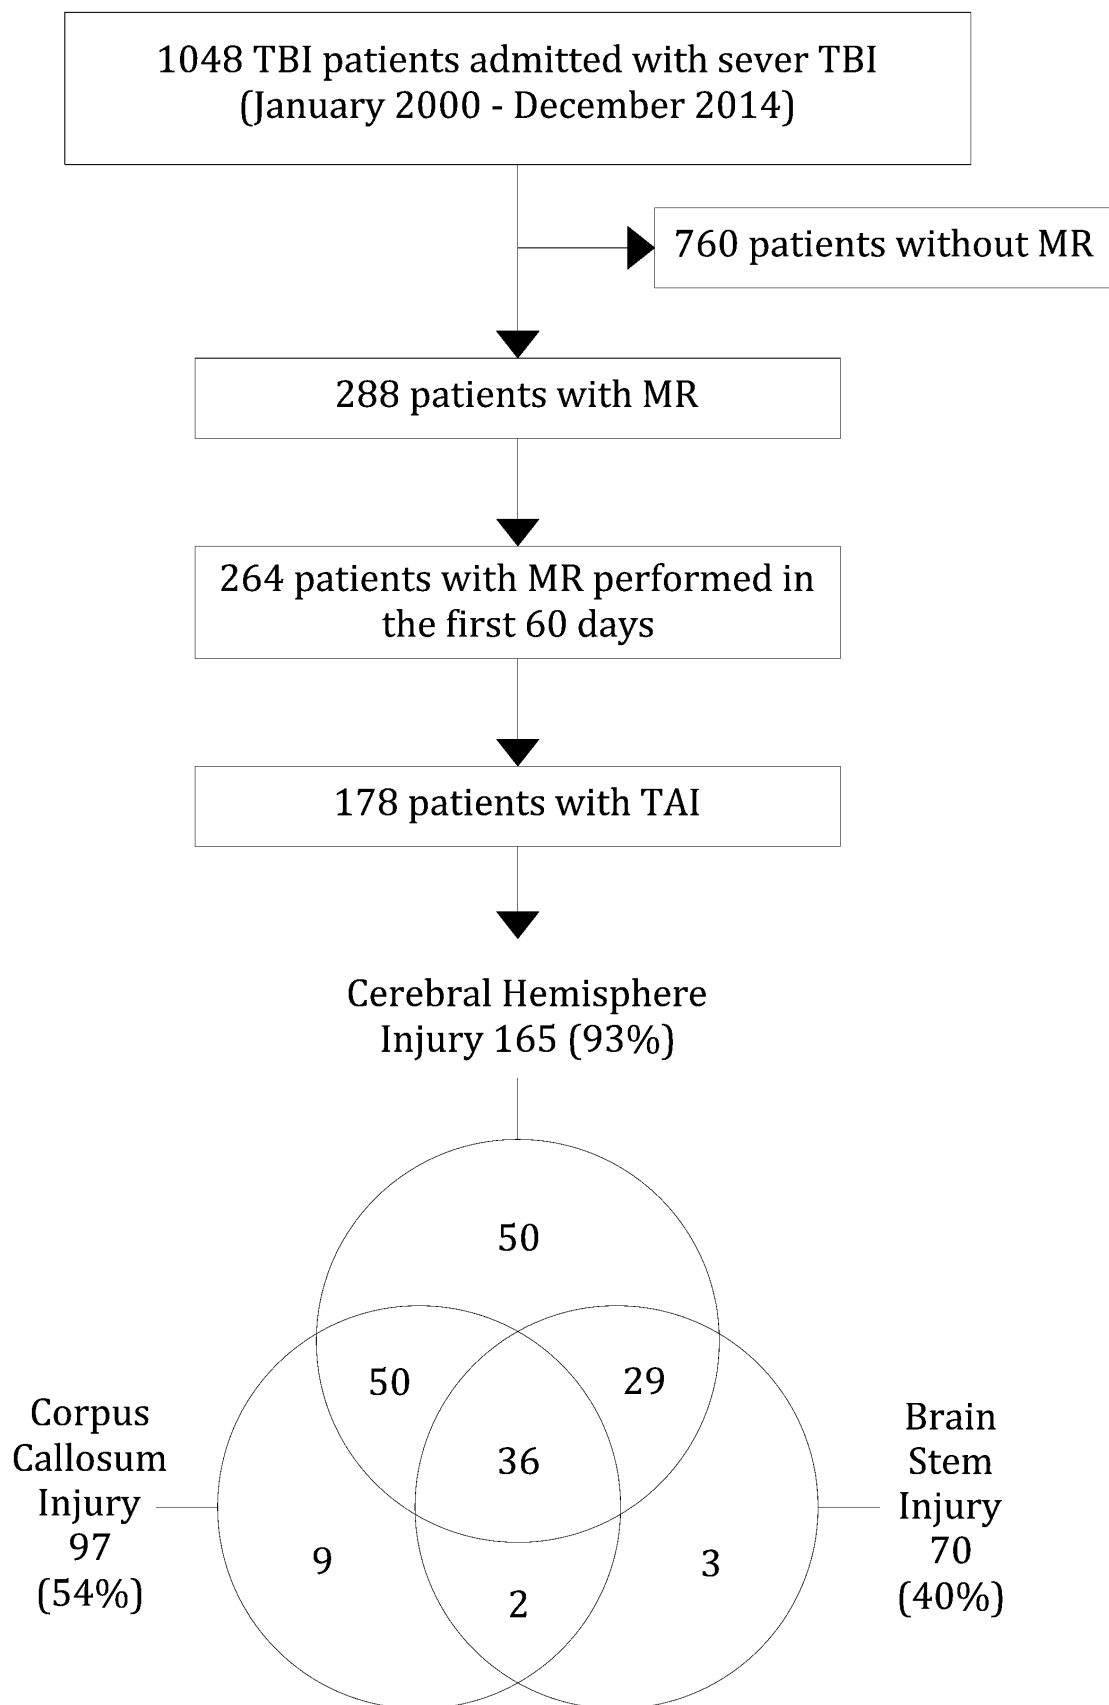 1048 TBI patients admitted with sever TBI
(January 2000 - December 2014)
760 patients without MR
288 patients with MR
264 patients with MR performed in
the first 60 days
178 patients with TAI
Cerebral Hemisphere
Injury 165 (93%)
50
50
29
36
Corpus
Callosum
Injury
97
(54%)
Brain
Stem
Injury
70
(40%)
9
3
2